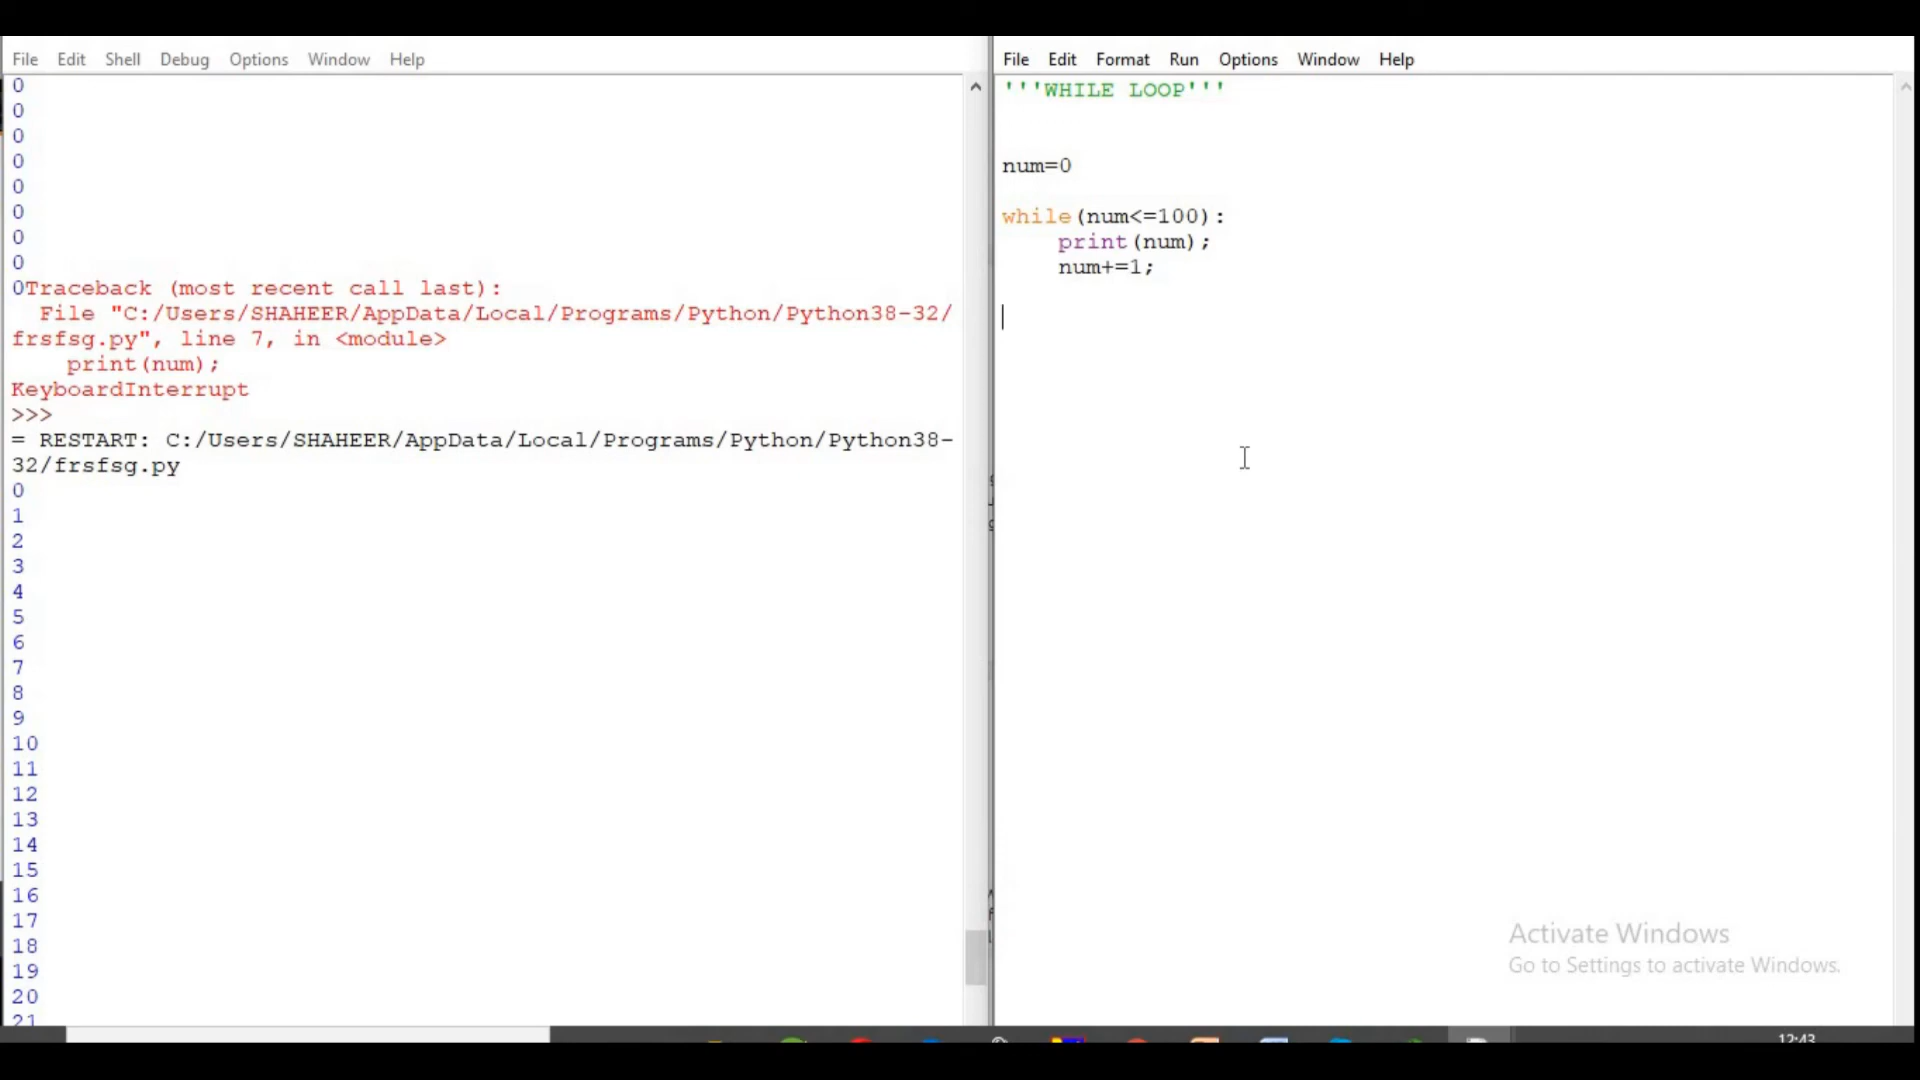 File Edit Shell Debug Options Window Help
0
0
0
0
0
0
0
0
0Traceback (most recent call last):
  File "C:/Users/SHAHEER/AppData/Local/Programs/Python/Python38-32/
frsfsg.py", line 7, in <module>
    print(num);
KeyboardInterrupt
>>>
= RESTART: C:/Users/SHAHEER/AppData/Local/Programs/Python/Python38-
32/frsfsg.py
0
1
2
3
4
5
6
7
8
9
10
11
12
13
14
15
16
17
18
19
20
21
File Edit Format Run Options Window Help
'''WHILE LOOP'''
num=0
while(num<=100):
    print(num);
    num+=1;
Activate Windows
Go to Settings to activate Windows.
12:43